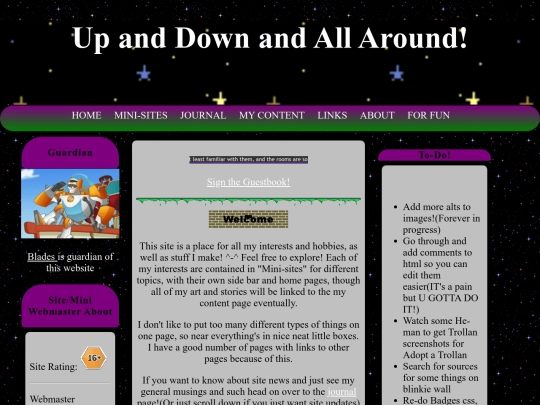 Up and Down and All Around!
HOME MINI-SITES JOURNAL MY CONTENT LINKS ABOUT FOR FUN
Guardian
Blades is guardian of
this website
Site/Mini
Webmaster About
Site Rating: 16+
Webmaster
least familiar with them, and the rooms are so
Sign the Guestbook!
Welcome
This site is a place for all my interests and hobbies, as
well as stuff I make! ^-^ Feel free to explore! Each of
my interests are contained in "Mini-sites" for different
topics, with their own side bar and home pages, though
all of my art and stories will be linked to the my
content page eventually.
I don't like to put too many different types of things on
one page, so near everything's in nice neat little boxes.
I have a good number of pages with links to other
pages because of this.
If you want to know about site news and just see my
general musings and such head on over to the journal
page!(Or just scroll down if you just want site updates)
To-Do!
• Add more alts to
images!(Forever in
progress)
• Go through and
add comments to
html so you can
edit them
easier(IT's a pain
but U GOTTA DO
IT!)
• Watch some He-
man to get Trollan
screenshots for
Adopt a Trollan
• Search for sources
for some things on
blinkie wall
• Re-do Badges css,